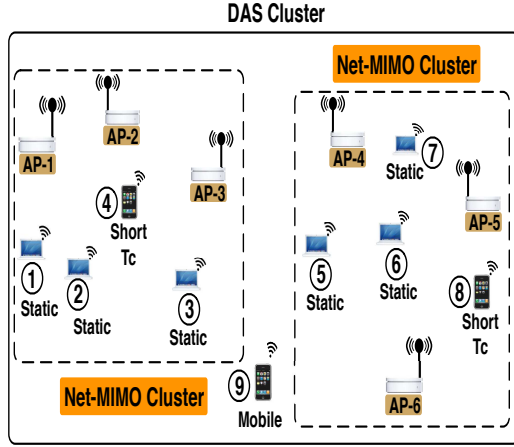 DAS Cluster
Net-MIMO Cluster
AP-1
AP-2
AP-3
4
Short
Tc
1
Static
2
Static
3
Static
Net-MIMO Cluster
AP-4
7
Static
AP-5
5
Static
6
Static
8
Short
Tc
AP-6
9
Mobile